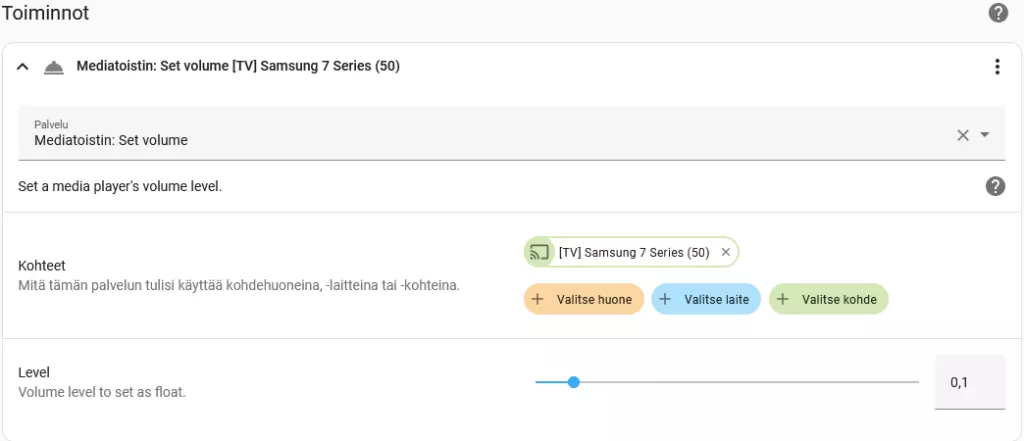 Toiminnot
Mediatoistin: Set volume [TV] Samsung 7 Series (50)
Palvelu
Mediatoistin: Set volume
Set a media player's volume level.
Kohteet
Mitä tämän palvelun tulisi käyttää kohdehuoneina, -laitteina tai -kohteina.
[TV] Samsung 7 Series (50)
Valitse huone
Valitse laite
Valitse kohde
Level
Volume level to set as float.
0,1